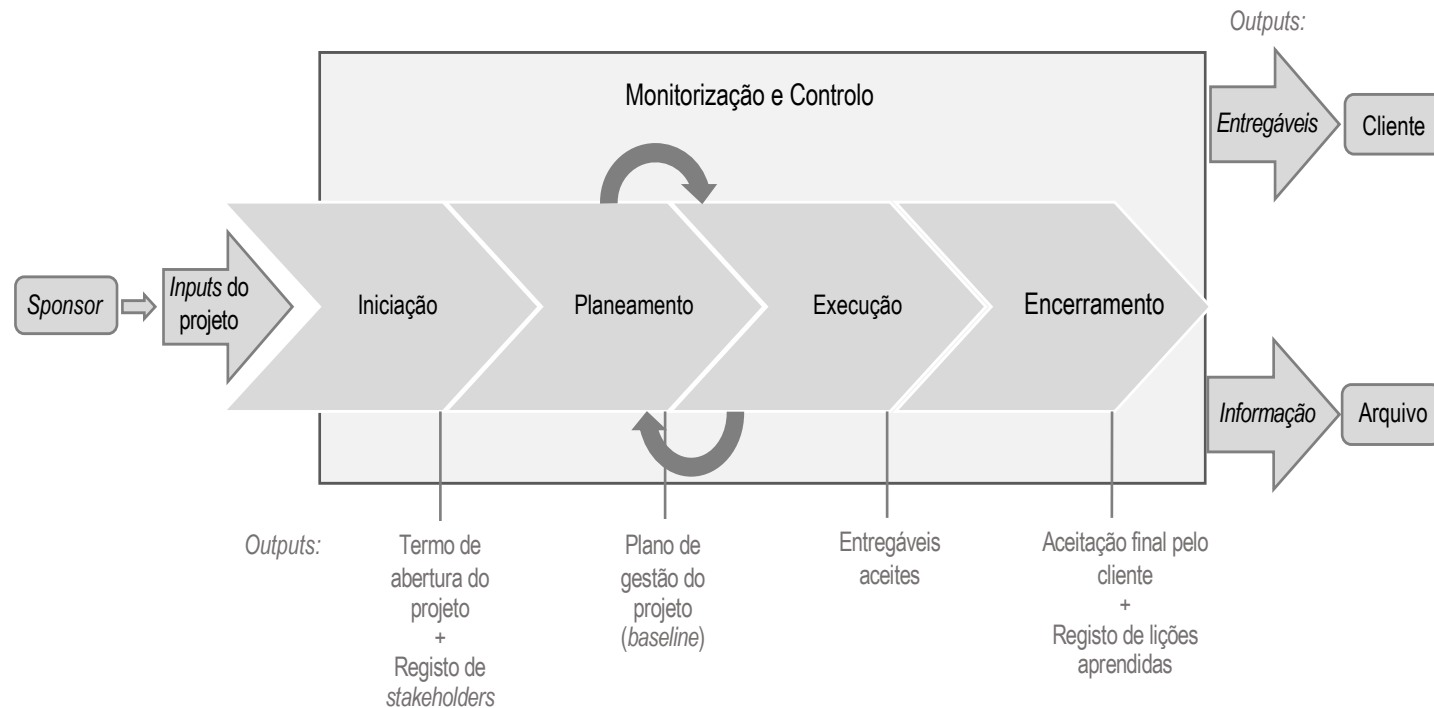 Outputs:
Monitorização e Controlo
Entregáveis
Cliente
Sponsor
Inputs do
projeto
Iniciação
Planeamento
Execução
Encerramento
Informação
Arquivo
Outputs:
Termo de
abertura do
projeto
+
Registo de
stakeholders
Plano de
gestão do
projeto
(baseline)
Entregáveis
aceites
Aceitação final pelo
cliente
+
Registo de lições
aprendidas